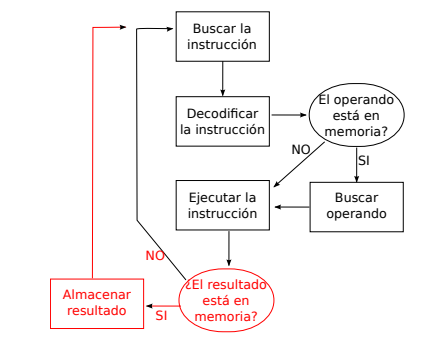 Buscar la
instrucción
Decodificar
la instrucción
El operando
está en
memoria?
NO
SI
Ejecutar la
instrucción
Buscar
operando
NO
¿El resultado
está en
memoria?
SI
Almacenar
resultado